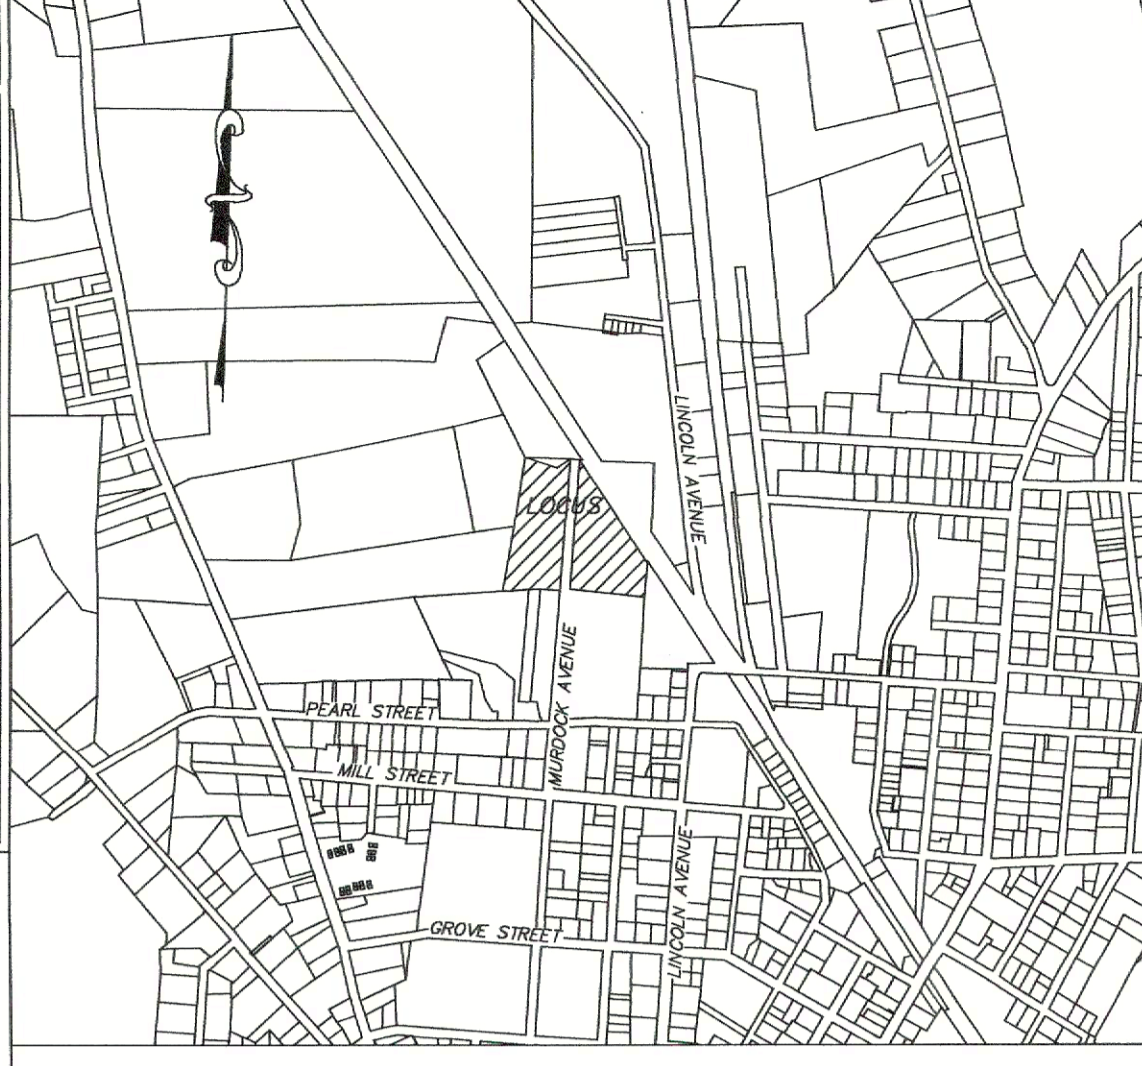 LINCOLN AVENUE
LOCUS
MURDOCK AVENUE
PEARL STREET
MILL STREET
LINCOLN AVENUE
GROVE STREET